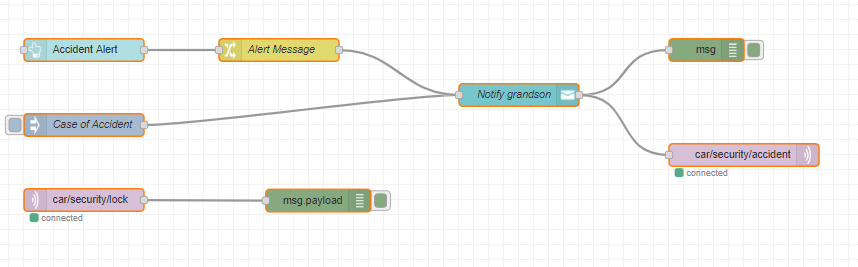 Accident Alert
Alert Message
msg
Notify grandson
Case of Accident
car/security/accident
connected
car/security/lock
msg.payload
connected